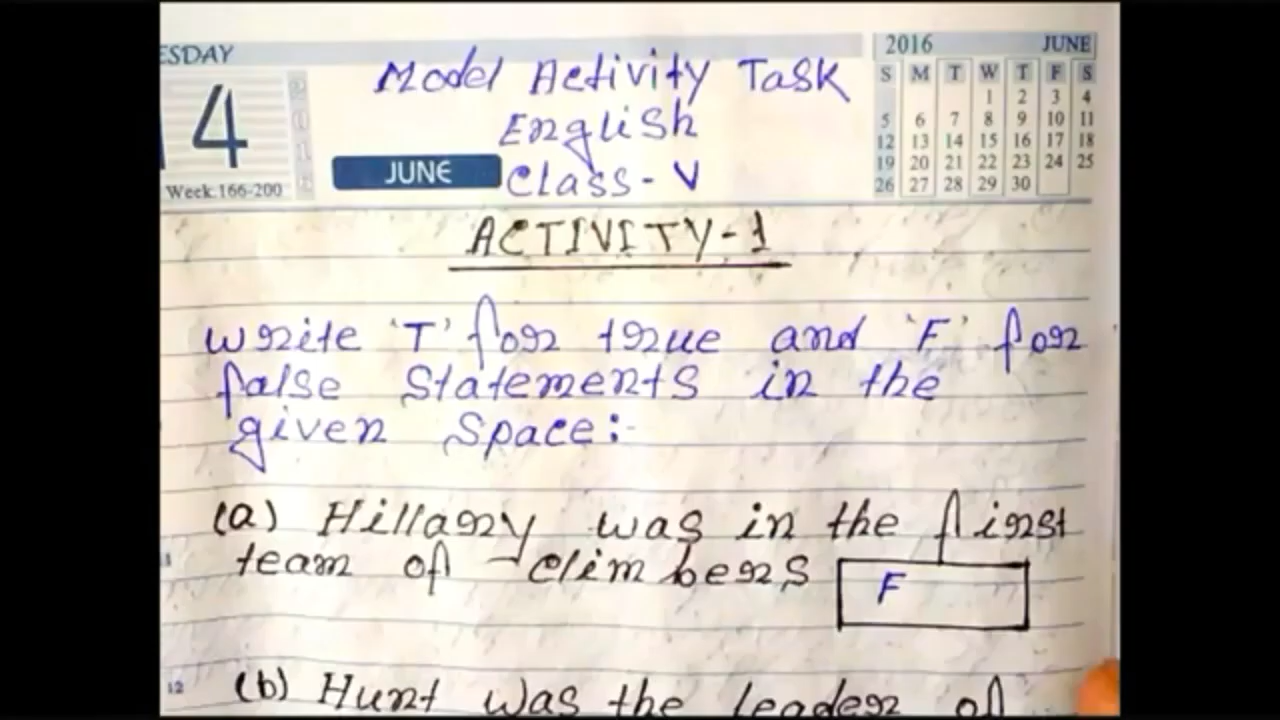 ESDAY
4
Week:166-200
JUNE
Model Activity Task
English
Class - V
2016 JUNE
S M T W T F S
1 2 3 4
5 6 7 8 9 10 11
12 13 14 15 16 17 18
19 20 21 22 23 24 25
26 27 28 29 30
ACTIVITY-1
write 'T' for true and 'F' for
false statements in the
given space:-
(a) Hillary was in the first
team of climbers F
12
(b) Hunt was the leader of